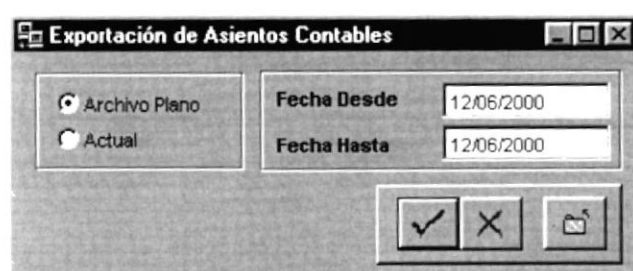 Exportación de Asientos Contables
Archivo Plano
Actual
Fecha Desde 12/06/2000
Fecha Hasta 12/06/2000